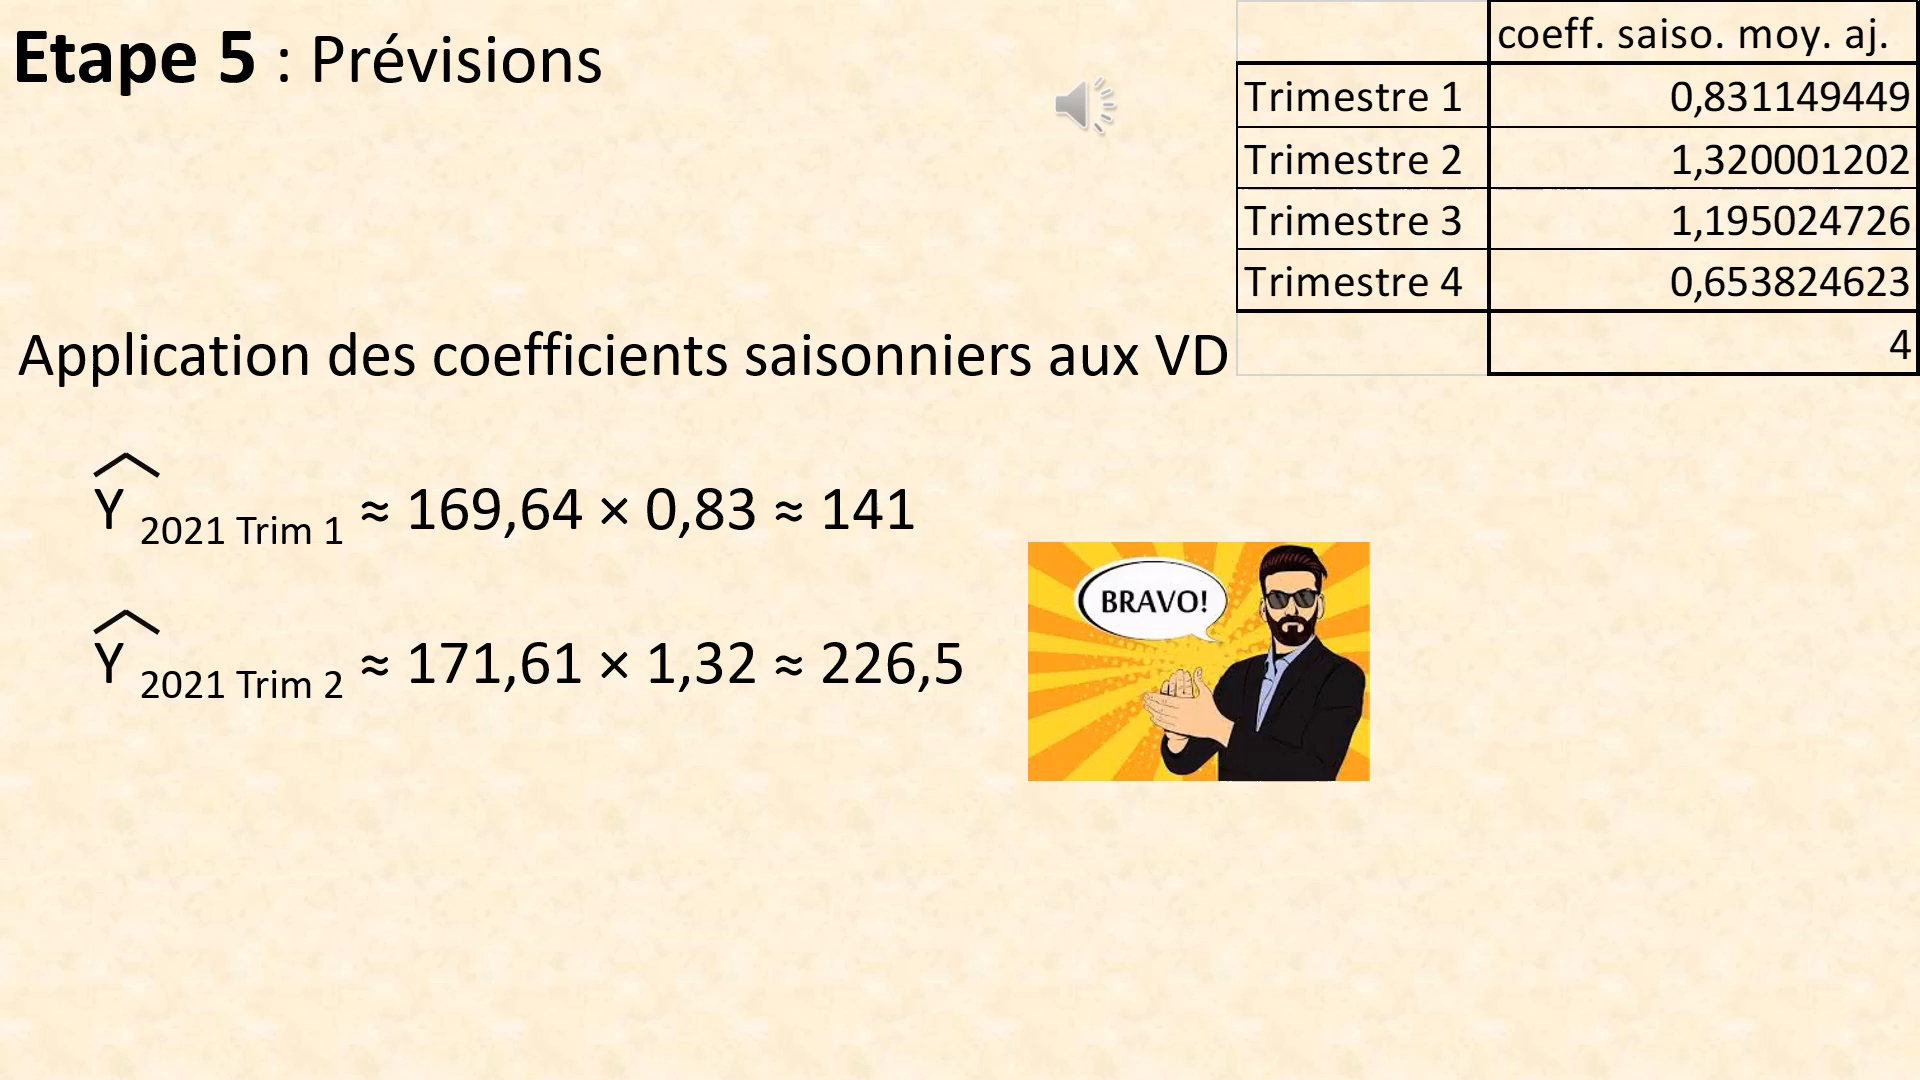 Etape 5 : Prévisions
coeff. saiso. moy. aj.
Trimestre 1 0,831149449
Trimestre 2 1,320001202
Trimestre 3 1,195024726
Trimestre 4 0,653824623
4
Application des coefficients saisonniers aux VD
Y 2021 Trim 1 ≈ 169,64 × 0,83 ≈ 141
Y 2021 Trim 2 ≈ 171,61 × 1,32 ≈ 226,5
BRAVO!